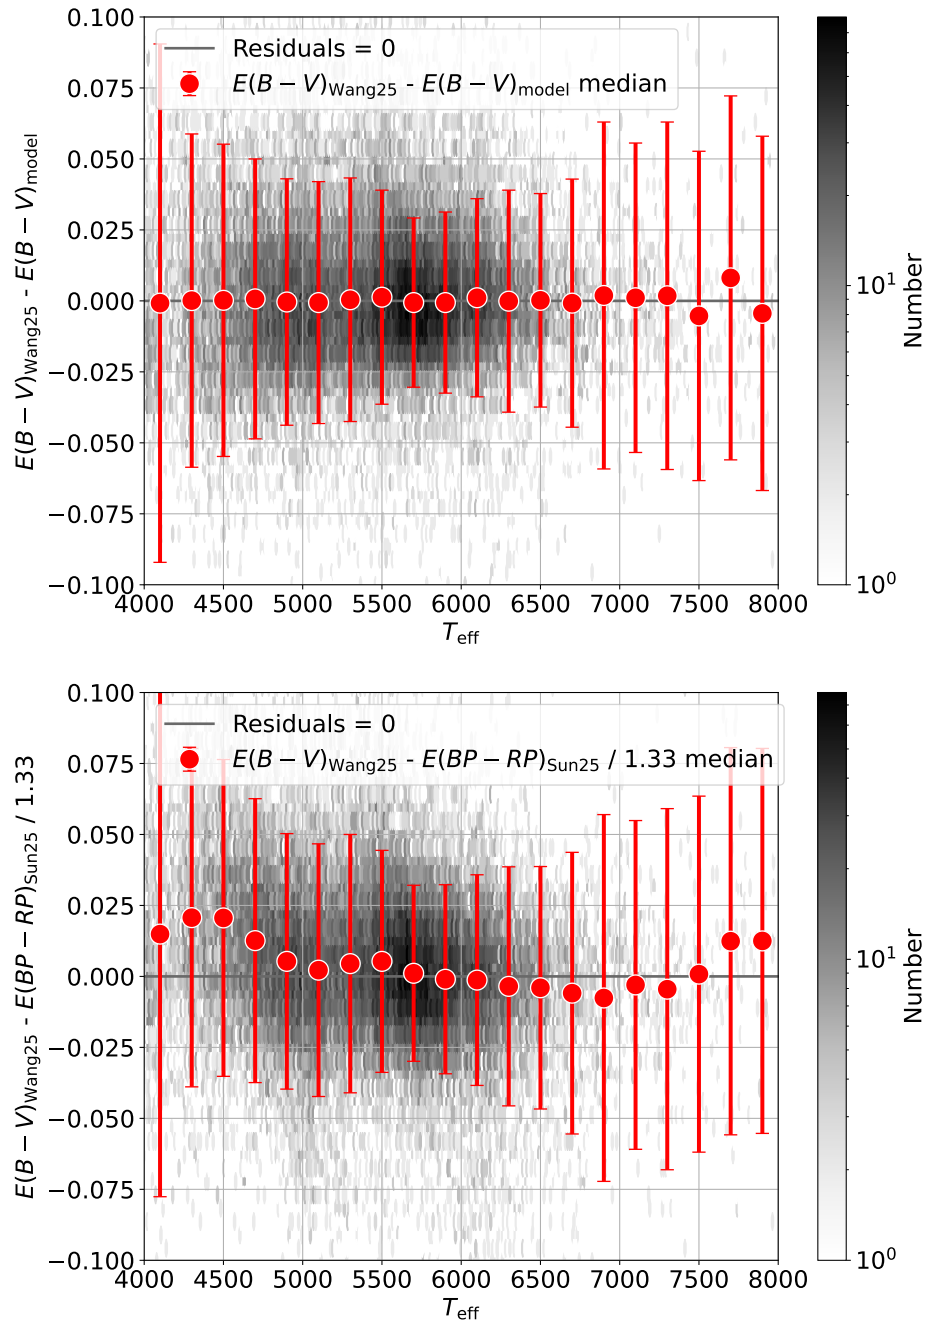 0.100
0.075
0.050
0.025
0.000
−0.025
−0.050
−0.075
−0.100
E(B − V)Wang25 - E(B − V)model
Residuals = 0
E(B − V)Wang25 - E(B − V)model median
4000 4500 5000 5500 6000 6500 7000 7500 8000
Teff
10¹
10⁰
Number
0.100
0.075
0.050
0.025
0.000
−0.025
−0.050
−0.075
−0.100
E(B − V)Wang25 - E(BP − RP)Sun25 / 1.33
Residuals = 0
E(B − V)Wang25 - E(BP − RP)Sun25 / 1.33 median
4000 4500 5000 5500 6000 6500 7000 7500 8000
Teff
10¹
10⁰
Number